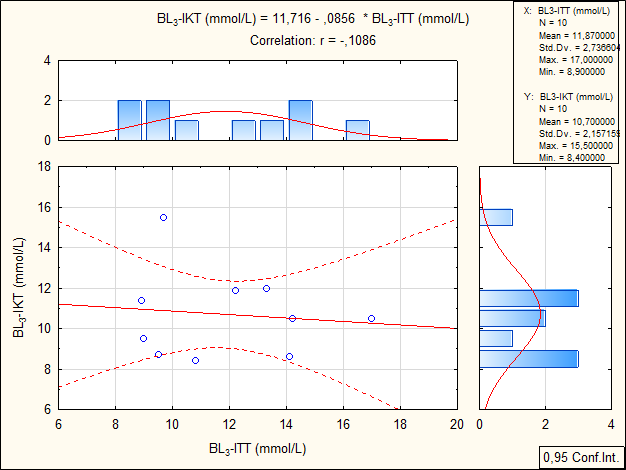 BL3-IKT (mmol/L) = 11,716 - ,0856 * BL3-ITT (mmol/L)
Correlation: r = -,1086
X: BL3-ITT (mmol/L)
N = 10
Mean = 11,870000
Std.Dv. = 2,736604
Max. = 17,000000
Min. = 8,900000
Y: BL3-IKT (mmol/L)
N = 10
Mean = 10,700000
Std.Dv. = 2,157159
Max. = 15,500000
Min. = 8,400000
4
2
0
18
16
14
12
10
8
6
BL3-IKT (mmol/L)
6 8 10 12 14 16 18 20
BL3-ITT (mmol/L)
0 2 4
0,95 Conf.Int.